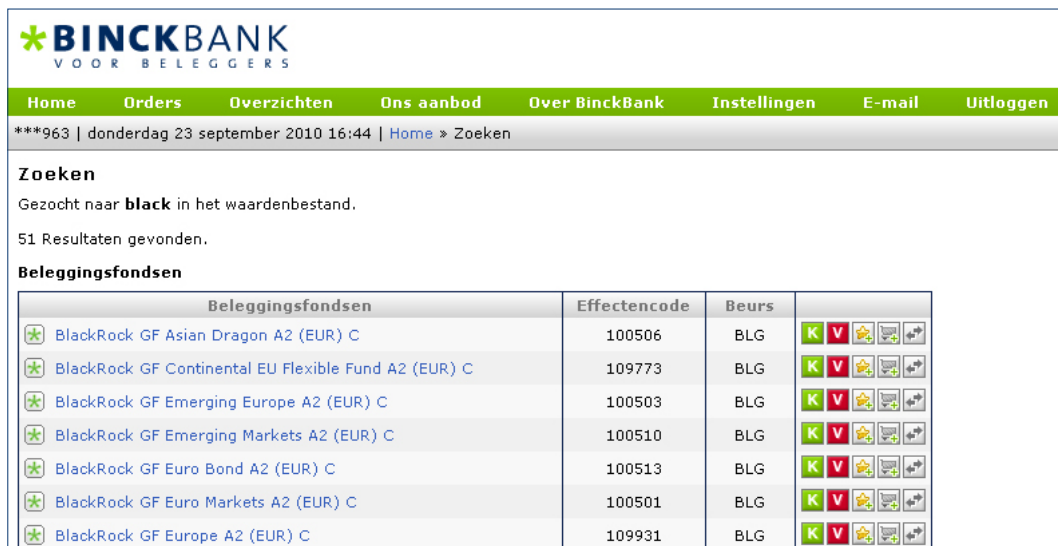 BINCKBANK
VOOR BELEGGERS
Home Orders Overzichten Ons aanbod Over BinckBank Instellingen E-mail Uitloggen
***963 | donderdag 23 september 2010 16:44 | Home » Zoeken
Zoeken
Gezocht naar black in het waardenbestand.
51 Resultaten gevonden.
Beleggingsfondsen
Beleggingsfondsen Effectencode Beurs
BlackRock GF Asian Dragon A2 (EUR) C 100506 BLG K V
BlackRock GF Continental EU Flexible Fund A2 (EUR) C 109773 BLG K V
BlackRock GF Emerging Europe A2 (EUR) C 100503 BLG K V
BlackRock GF Emerging Markets A2 (EUR) C 100510 BLG K V
BlackRock GF Euro Bond A2 (EUR) C 100513 BLG K V
BlackRock GF Euro Markets A2 (EUR) C 100501 BLG K V
BlackRock GF Europe A2 (EUR) C 109931 BLG K V